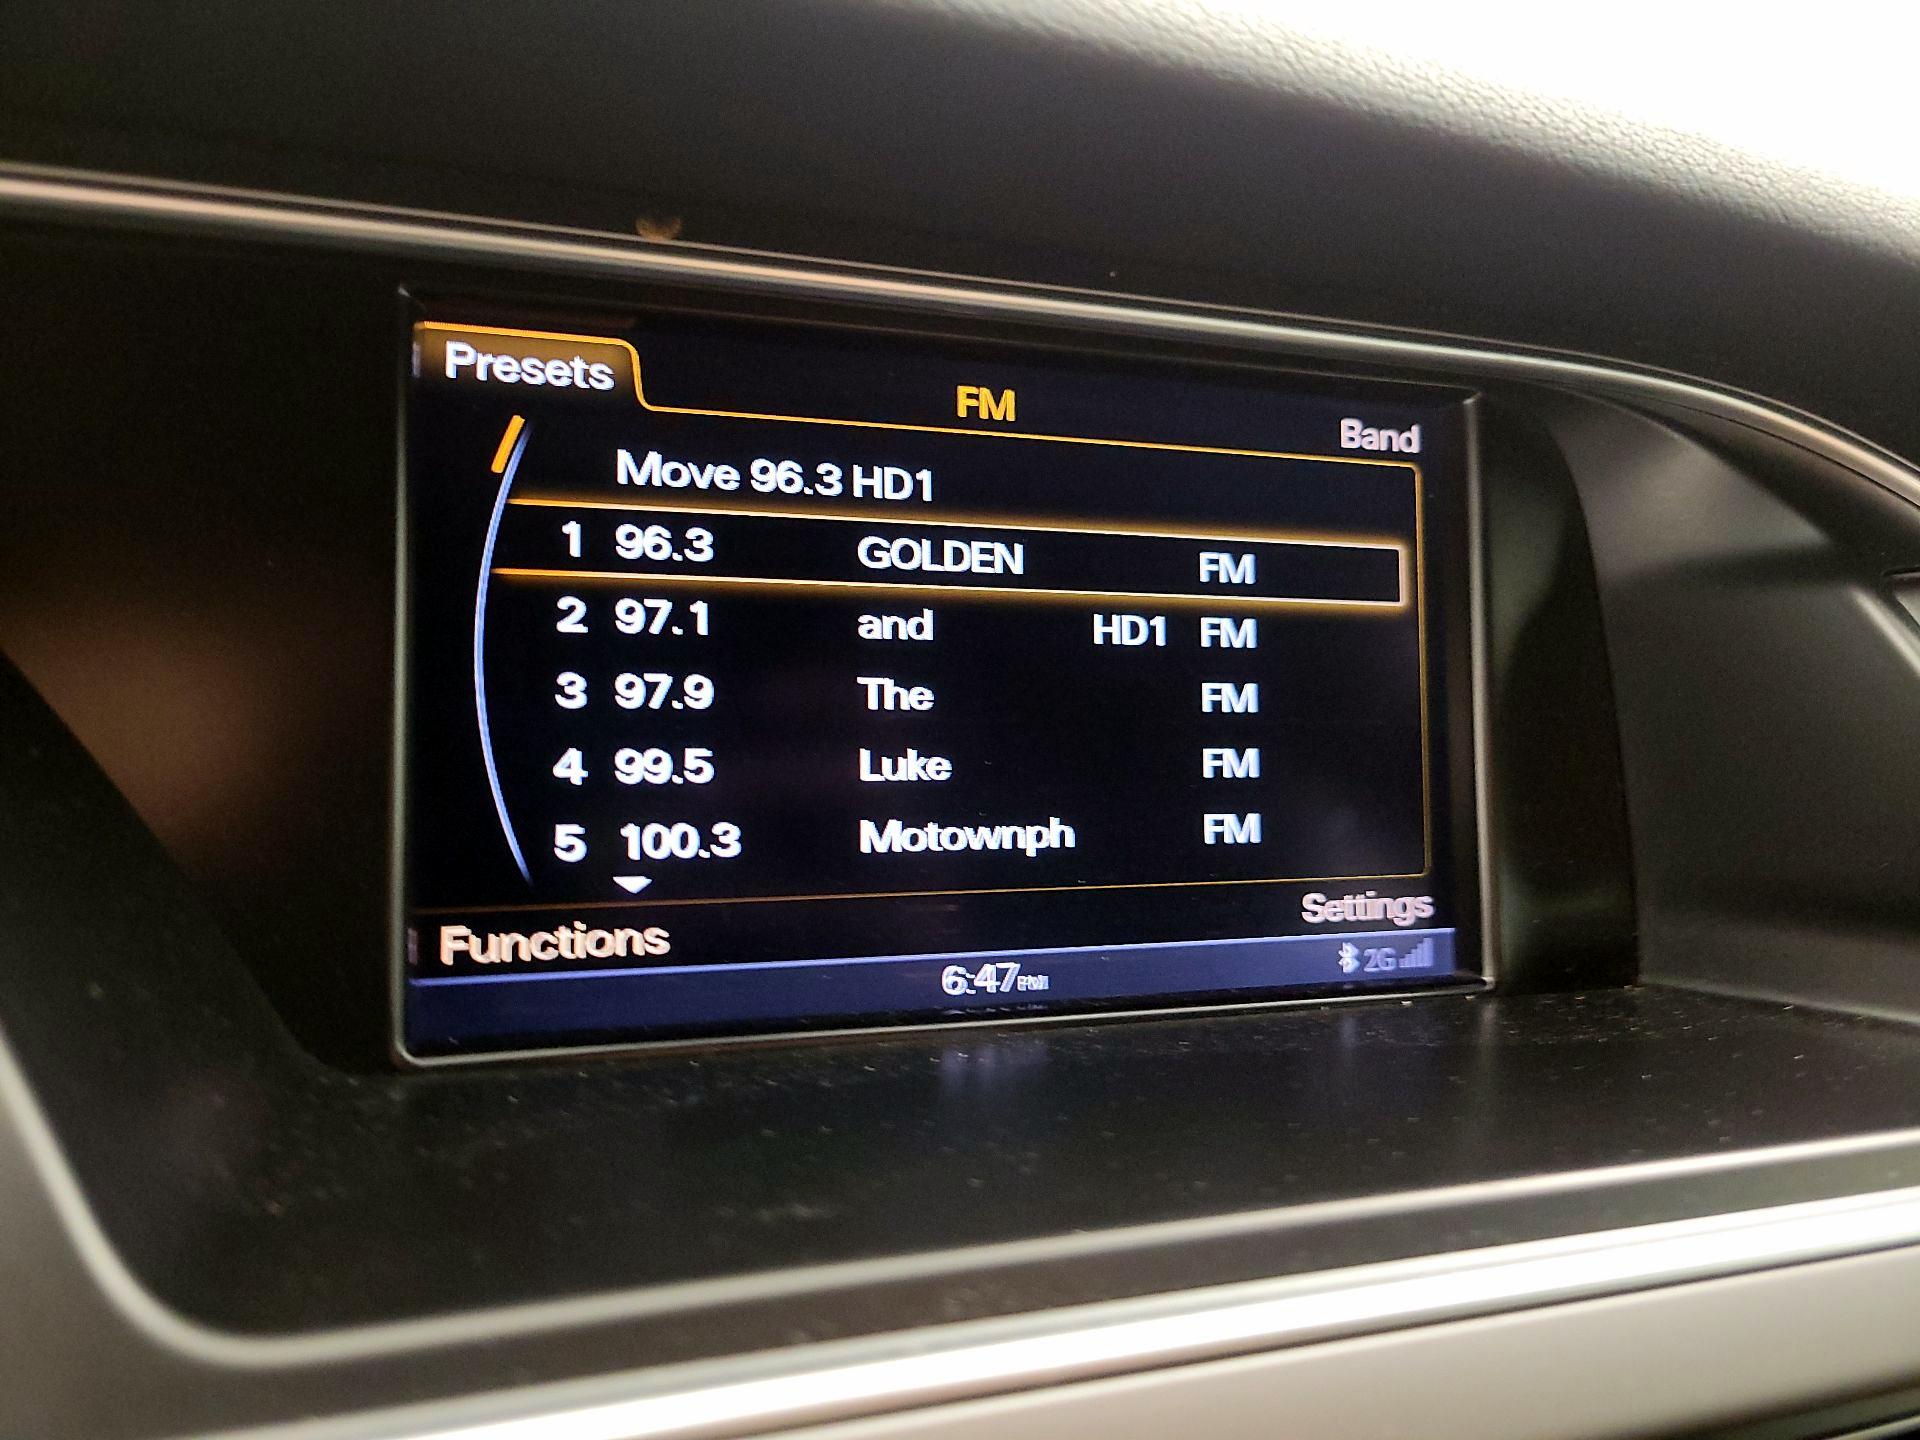 Presets
FM
Band
Move 96.3 HD1
1 96.3 GOLDEN FM
2 97.1 and HD1 FM
3 97.9 The FM
4 99.5 Luke FM
5 100.3 Motownph FM
Settings
Functions
6:47 PM
2G